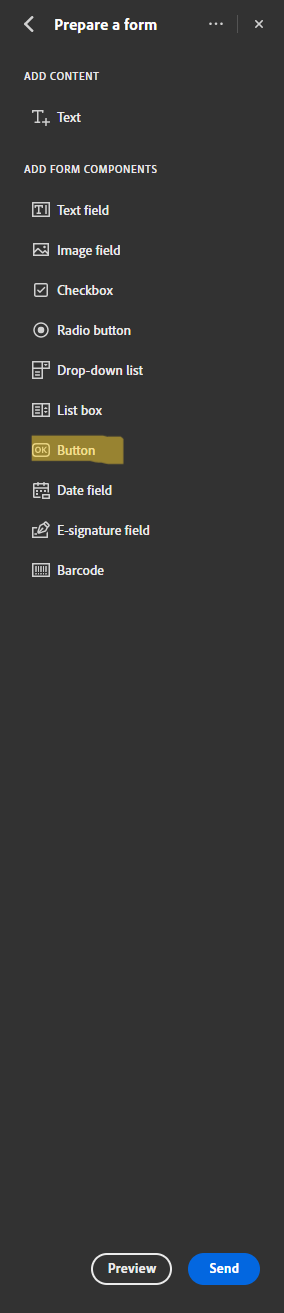 Prepare a form
ADD CONTENT
Text
ADD FORM COMPONENTS
Text field
Image field
Checkbox
Radio button
Drop-down list
List box
OK Button
Date field
E-signature field
Barcode
Preview Send